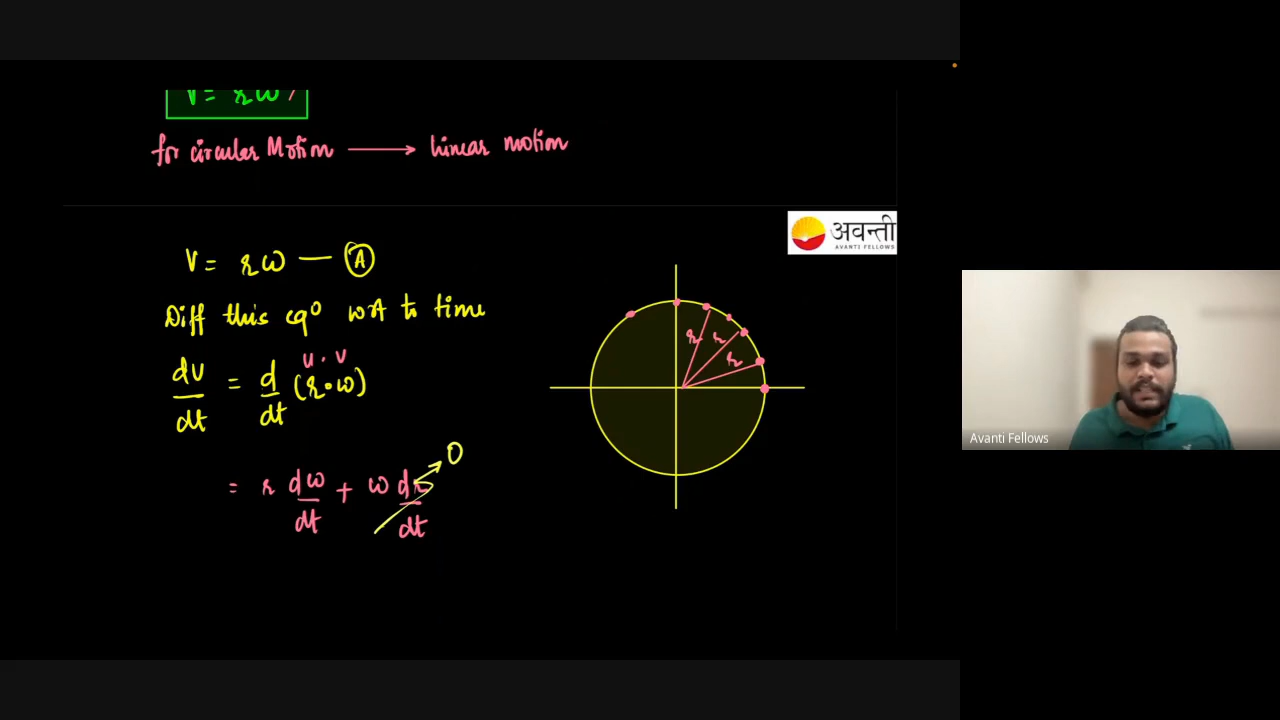 V = rω
for circular Motion ⟶ linear motion
अवन्ती
AVANTI FELLOWS
V = rω — Ⓐ
Diff this eqⁿ wrt to time
u · v
dv/dt = d/dt (r·ω)
= r dω/dt + ω dr/dt → 0
r r r
Avanti Fellows